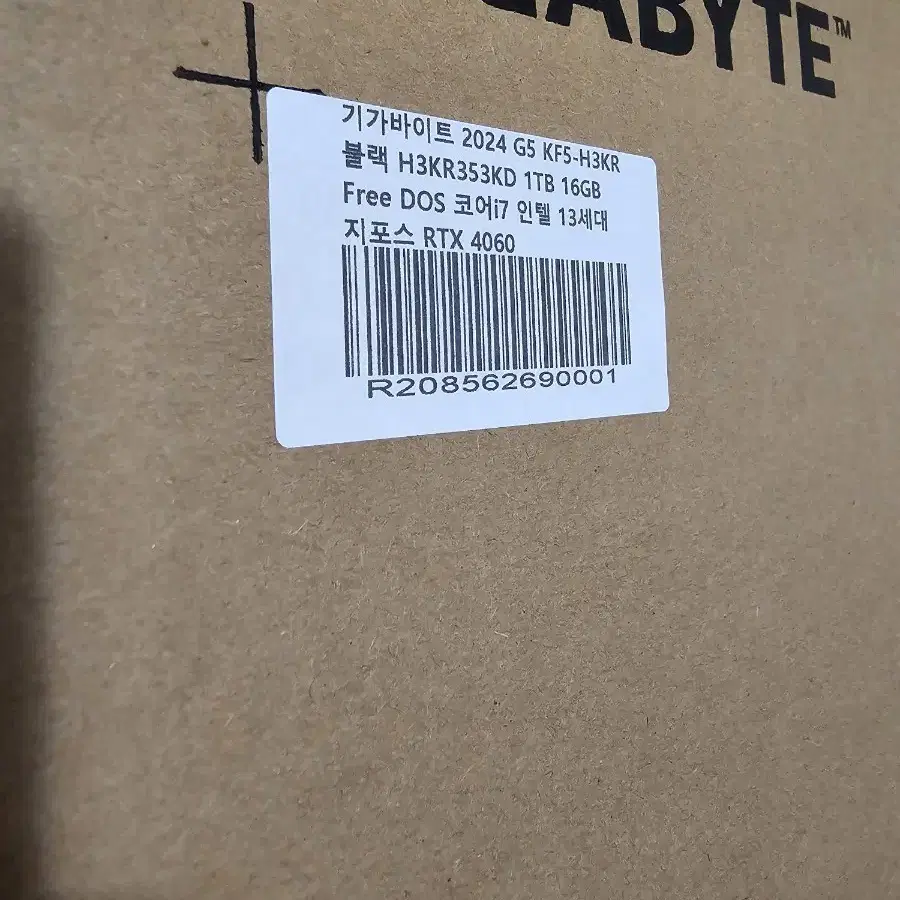 GABYTE™
기가바이트 2024 G5 KF5-H3KR
블랙 H3KR353KD 1TB 16GB
Free DOS 코어i7 인텔 13세대
지포스 RTX 4060
R208562690001